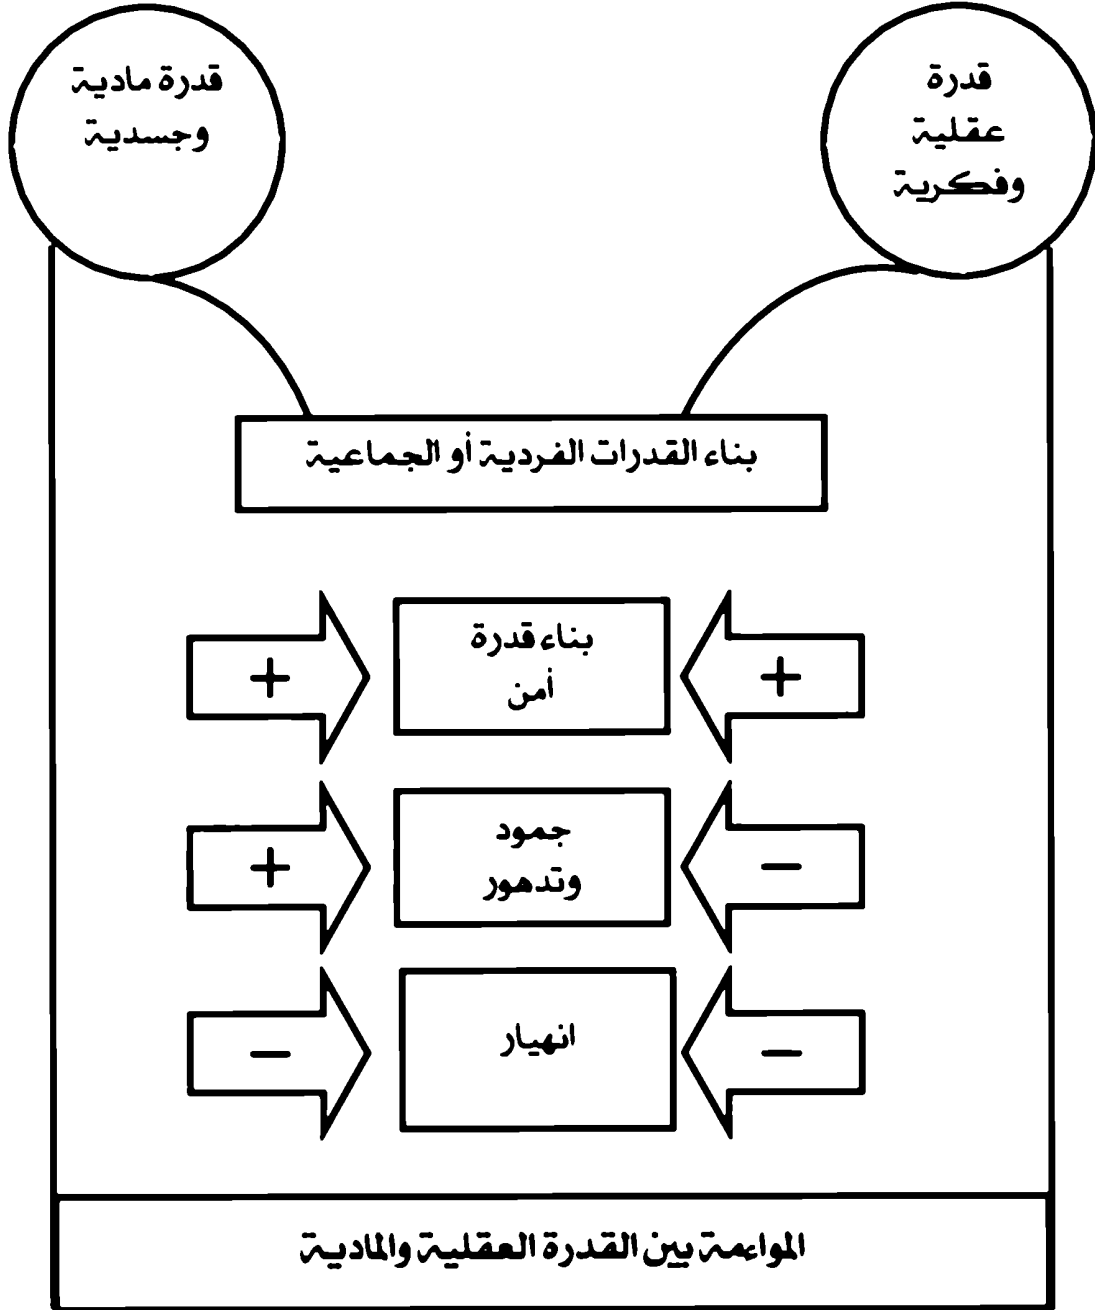 قدرة
عقلية
وفكرية
قدرة مادية
وجسدية
بناء القدرات الفردية أو الجماعية
+
بناء قدرة
أمن
+
−
جمود
وتدهور
+
−
انهيار
−
المواءمة بين القدرة العقلية والمادية